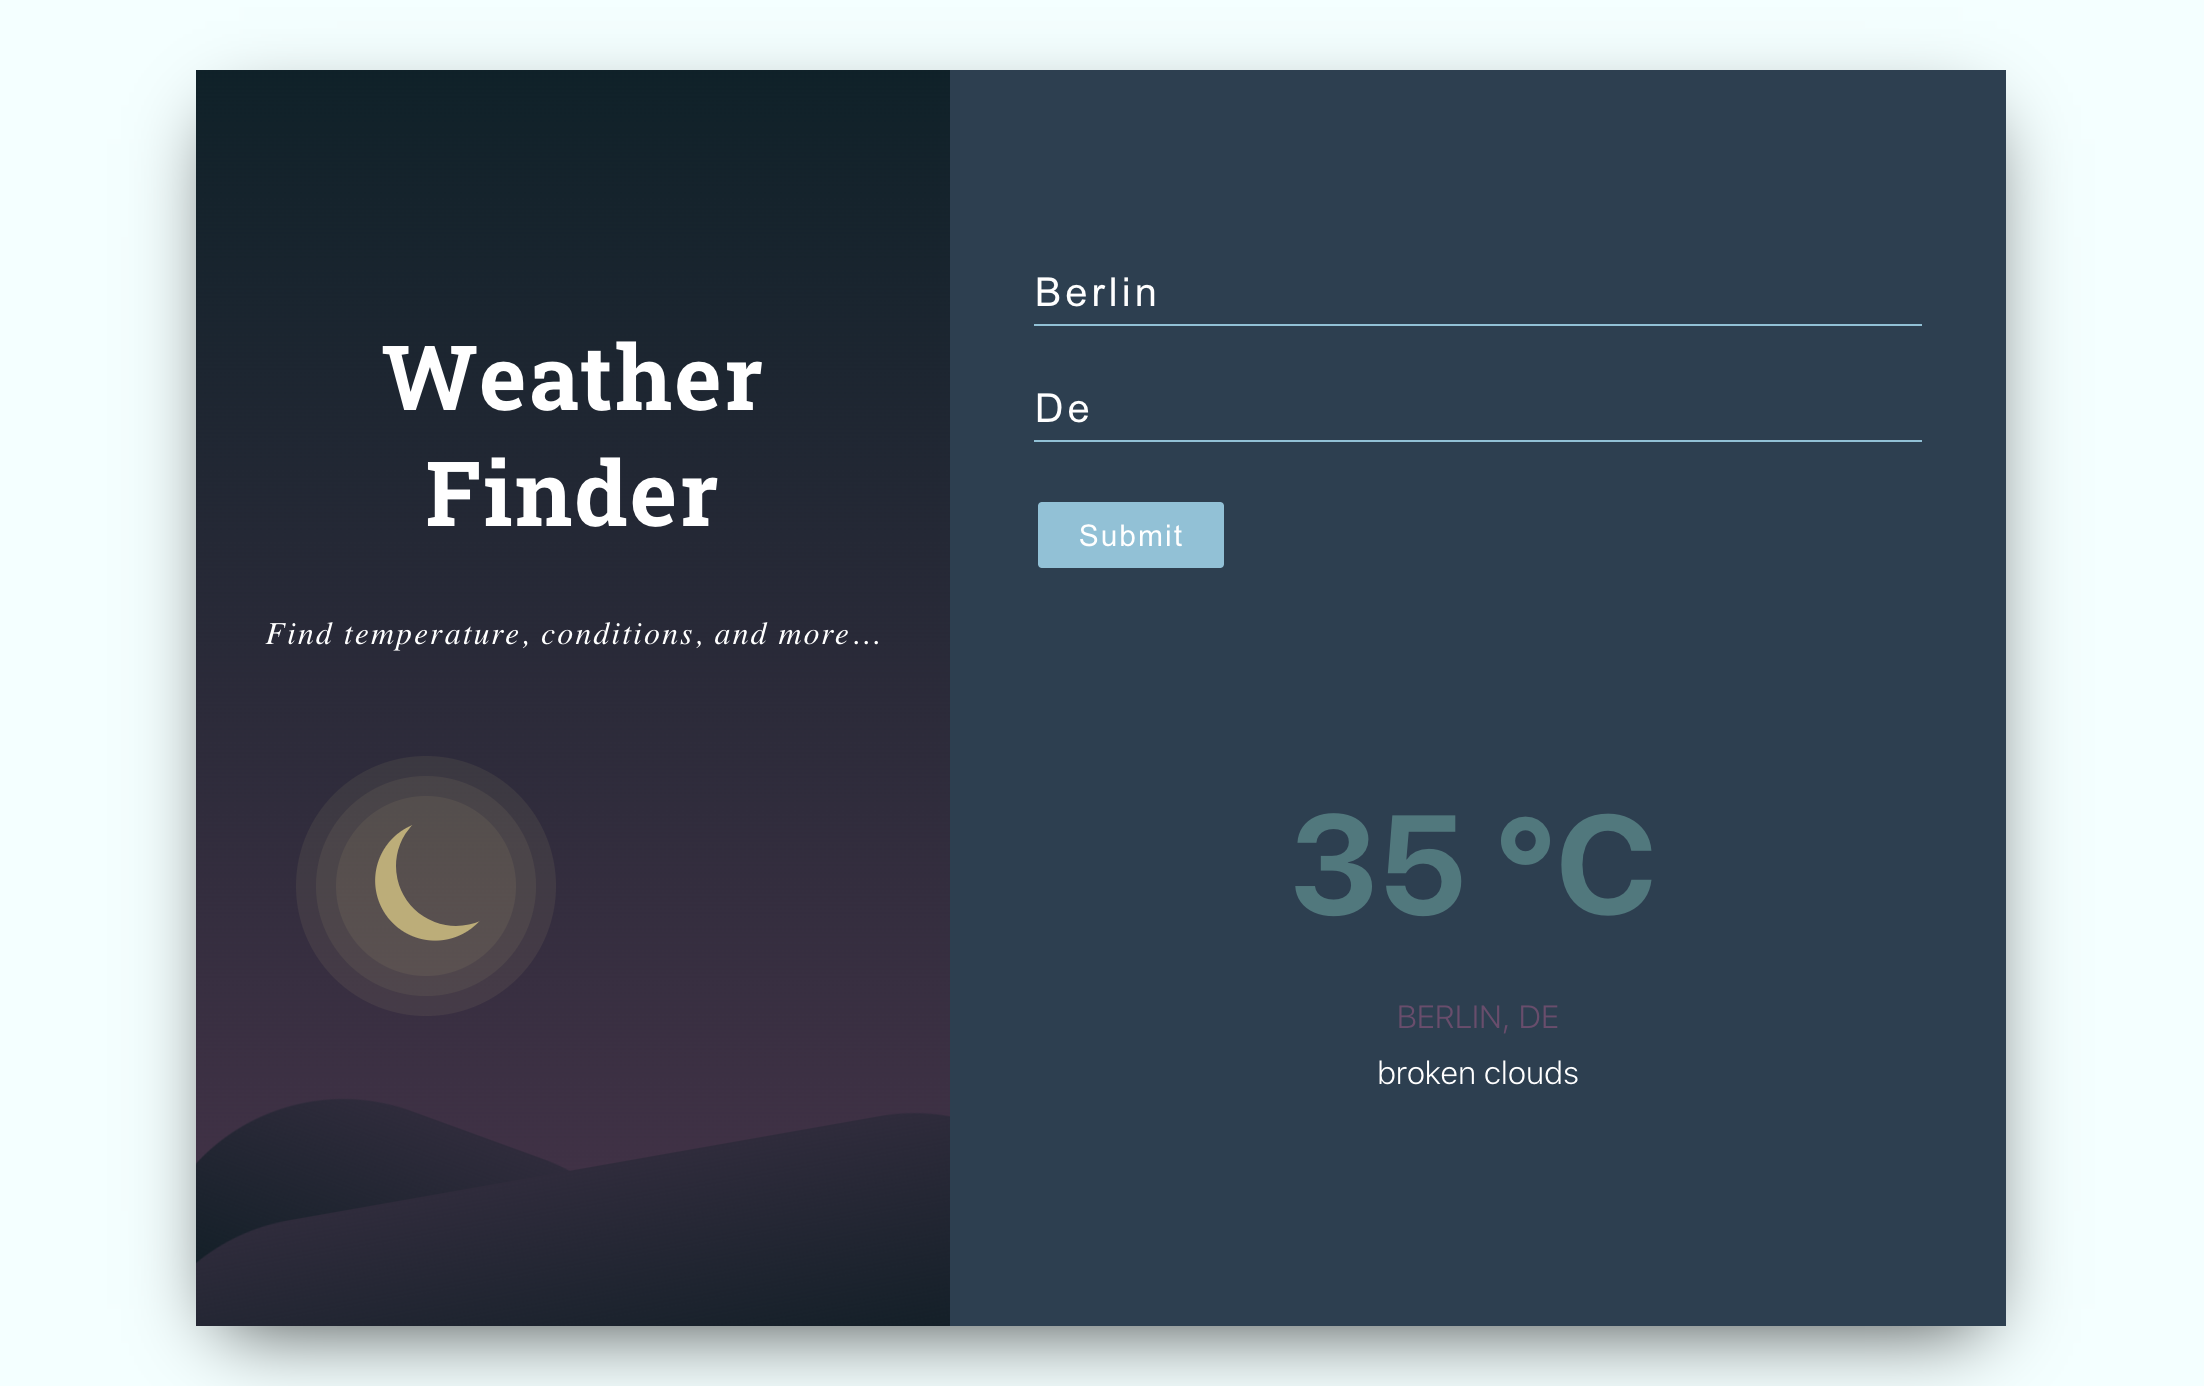 Weather
Finder
Find temperature, conditions, and more...
Berlin
De
Submit
35 °C
BERLIN, DE
broken clouds